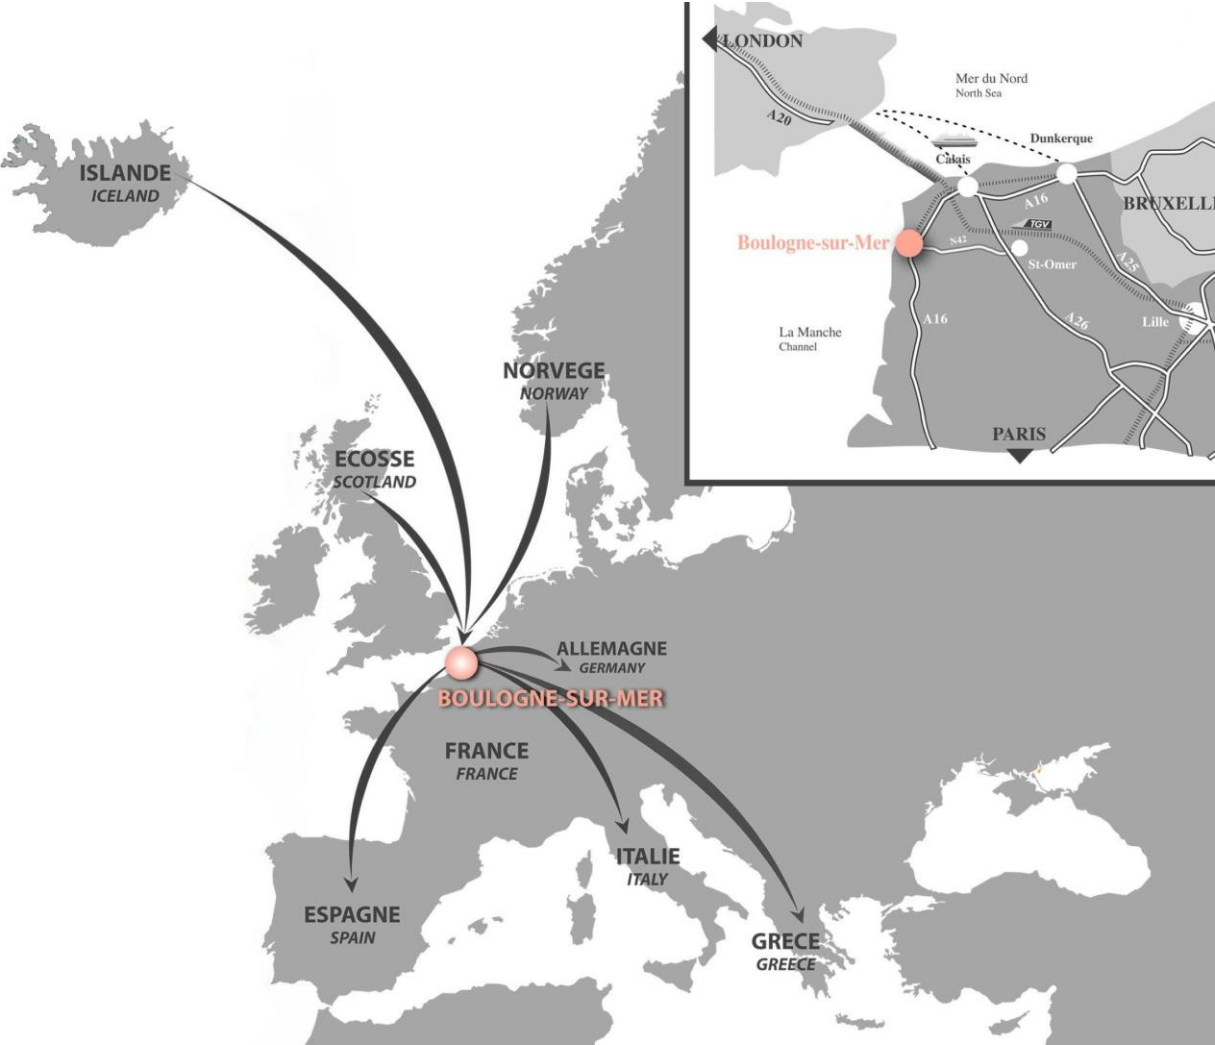 LONDON
A20
Mer du Nord
North Sea
Calais
Dunkerque
A16
BRUXELLE
Boulogne-sur-Mer
N42
TGV
St-Omer
A25
A16
A26
Lille
La Manche
Channel
PARIS
ISLANDE
ICELAND
NORVEGE
NORWAY
ECOSSE
SCOTLAND
ALLEMAGNE
GERMANY
BOULOGNE-SUR-MER
FRANCE
FRANCE
ITALIE
ITALY
ESPAGNE
SPAIN
GRECE
GREECE